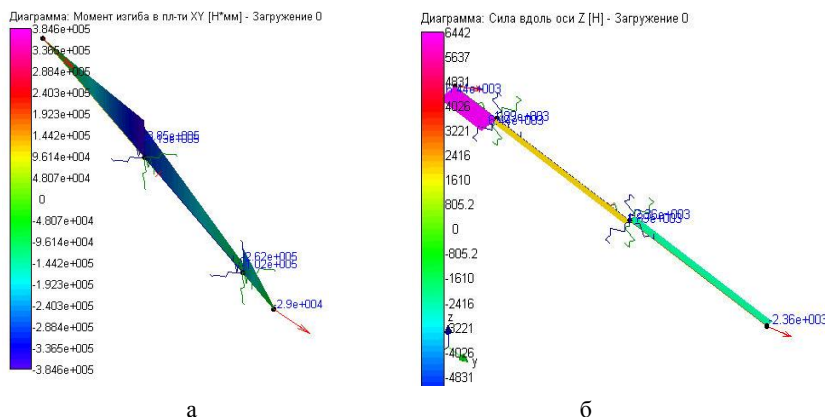 Диаграмма: Момент изгиба в пл-ти XY [Н*мм] - Загружение 0
3.846e+005
3.365e+005
2.884e+005
2.403e+005
1.923e+005
1.442e+005
9.614e+004
4.807e+004
0
-4.807e+004
-9.614e+004
-1.442e+005
-1.923e+005
-2.403e+005
-2.884e+005
-3.365e+005
-3.846e+005
-2.9e+004
Диаграмма: Сила вдоль оси Z [Н] - Загружение 0
6442
5637
4831
4026
3221
2416
1610
805.2
0
-805.2
-1610
-2416
-3221
-4026
-4831
-2.36e+003
z
y
а
б